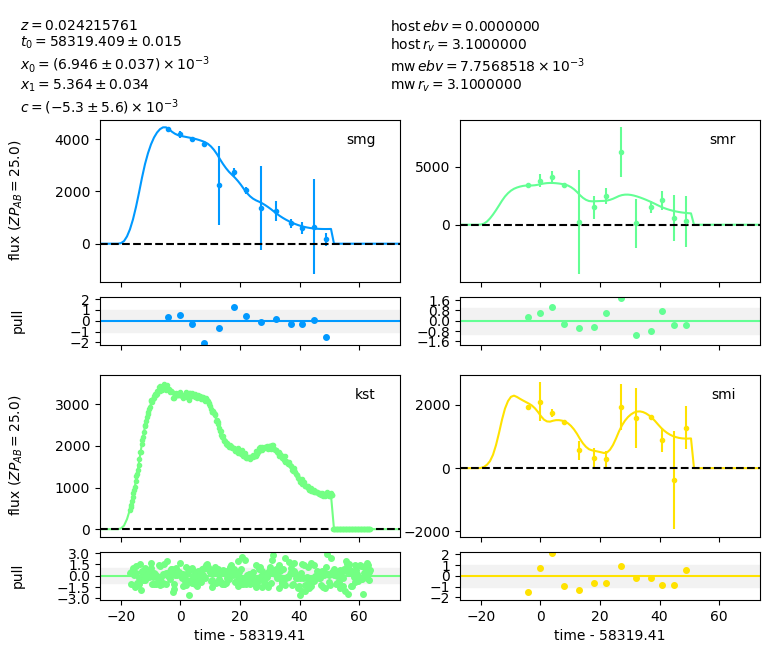 z = 0.024215761
t₀ = 58319.409 ± 0.015
x₀ = (6.946 ± 0.037) × 10⁻³
x₁ = 5.364 ± 0.034
c = (−5.3 ± 5.6) × 10⁻³
host ebv = 0.0000000
host r_v = 3.1000000
mw ebv = 7.7568518 × 10⁻³
mw r_v = 3.1000000
flux (ZP_AB = 25.0)
4000
2000
0
smg
5000
0
smr
pull
2
1
0
−1
−2
1.6
0.8
0.0
−0.8
−1.6
flux (ZP_AB = 25.0)
3000
2000
1000
0
kst
2000
0
−2000
smi
pull
3.0
1.5
0.0
−1.5
−3.0
−20 0 20 40 60
time - 58319.41
2
1
0
−1
−2
−20 0 20 40 60
time - 58319.41